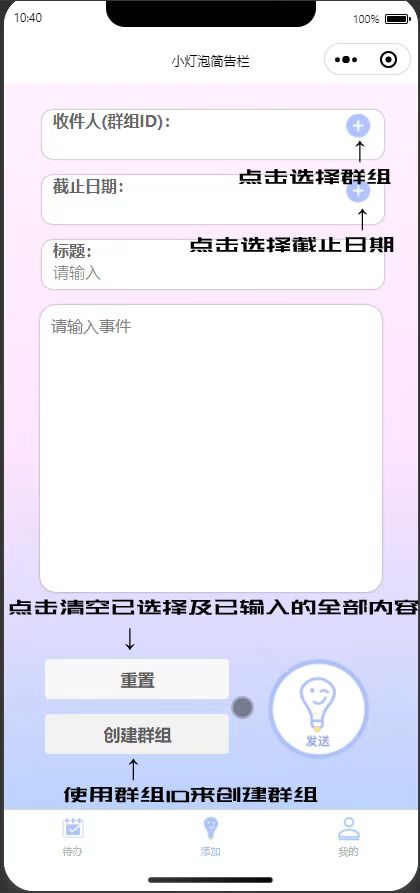 10:40
100%
小灯泡简告栏
收件人(群组ID):
点击选择群组
截止日期:
点击选择截止日期
标题:
请输入
请输入事件
点击清空已选择及已输入的全部内容
重置
创建群组
发送
使用群组ID来创建群组
待办
添加
我的